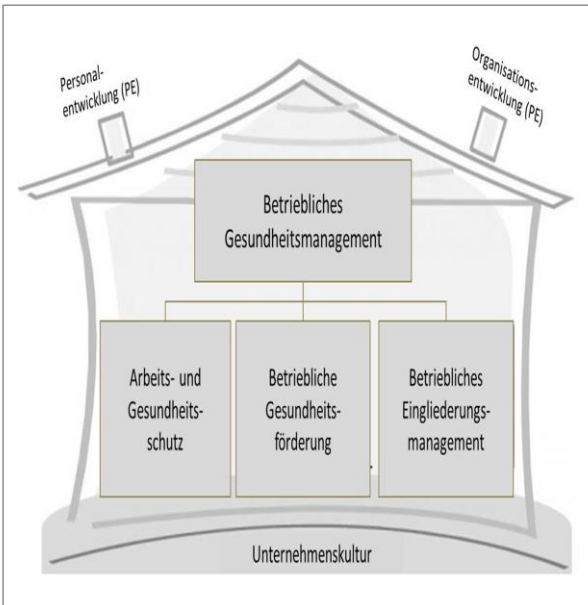 Personal-
entwicklung (PE)
Organisations-
entwicklung (PE)
Betriebliches
Gesundheitsmanagement
Arbeits- und
Gesundheits-
schutz
Betriebliche
Gesundheits-
förderung
Betriebliches
Eingliederungs-
management
Unternehmenskultur